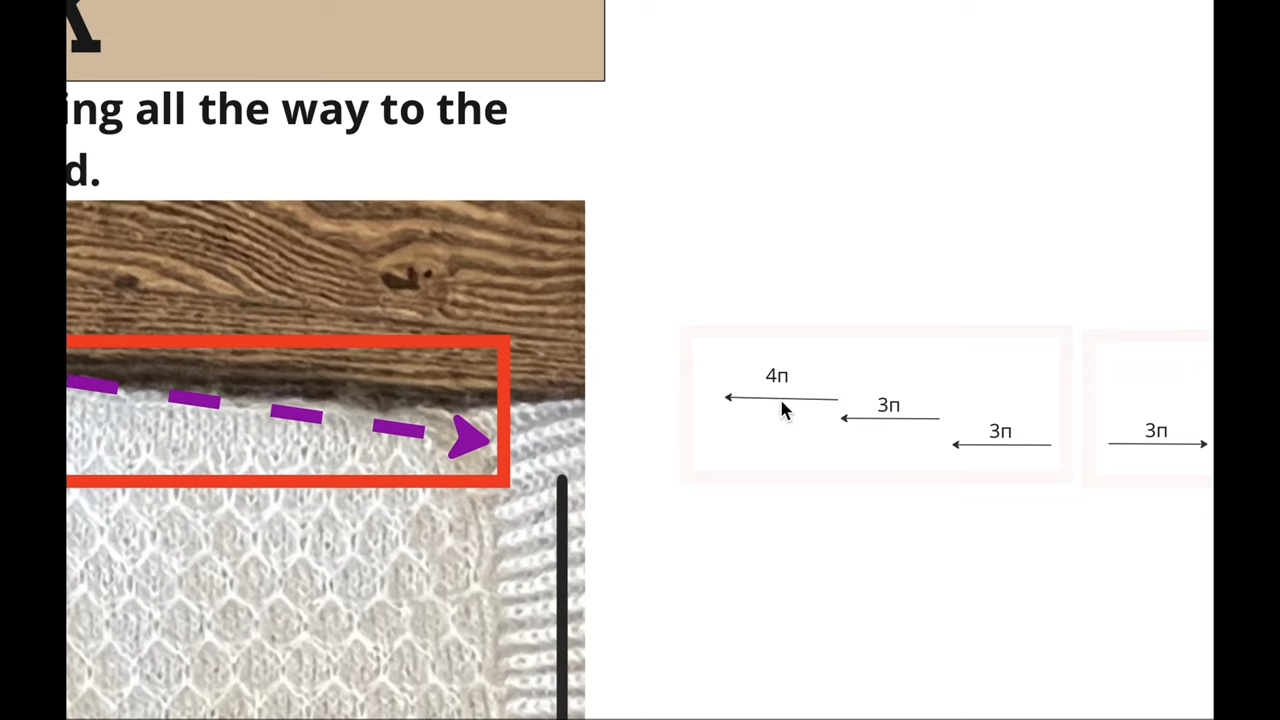 ing all the way to the
d.
4п
3п
3п
3п